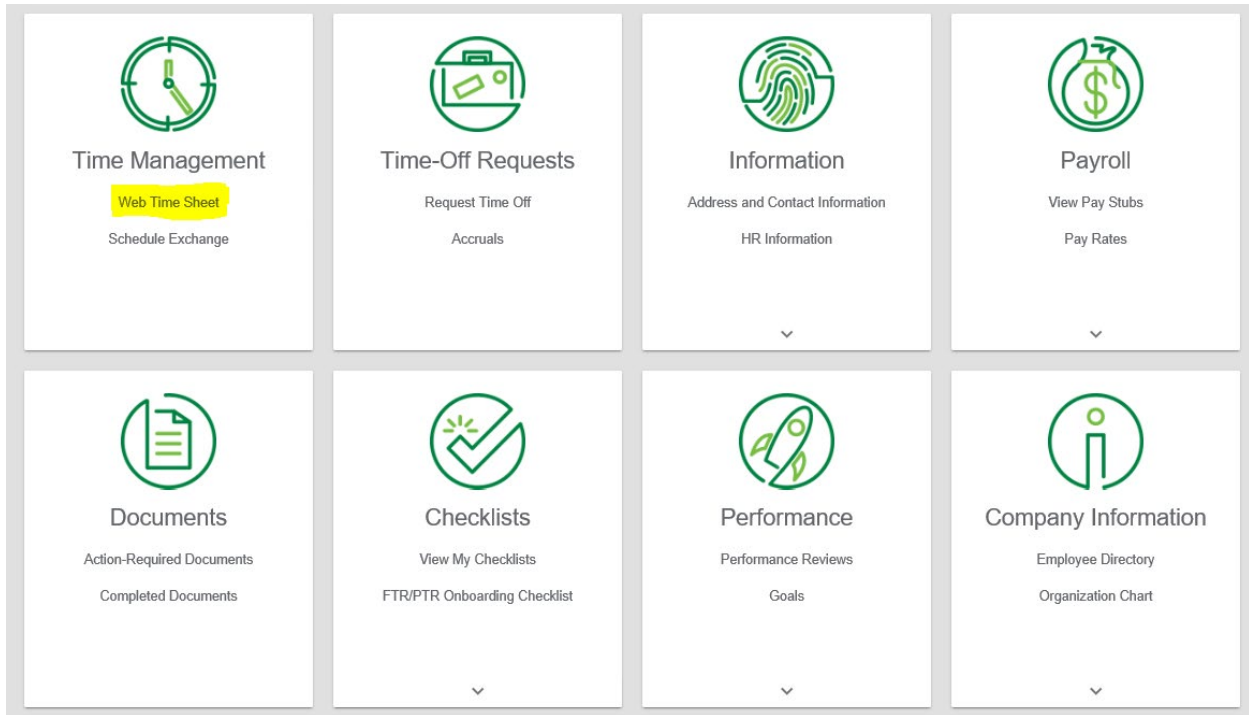 Time Management
Web Time Sheet
Schedule Exchange
Time-Off Requests
Request Time Off
Accruals
Information
Address and Contact Information
HR Information
Payroll
View Pay Stubs
Pay Rates
Documents
Action-Required Documents
Completed Documents
Checklists
View My Checklists
FTR/PTR Onboarding Checklist
Performance
Performance Reviews
Goals
Company Information
Employee Directory
Organization Chart